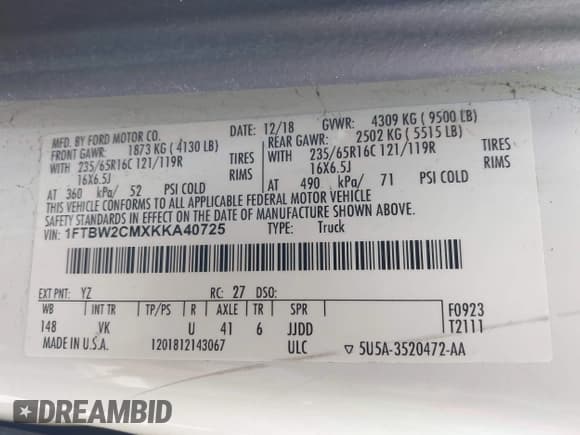 MFD. BY FORD MOTOR CO.
DATE: 12/18 GVWR: 4309 KG ( 9500 LB)
FRONT GAWR: 1873 KG ( 4130 LB) REAR GAWR: 2502 KG ( 5515 LB)
WITH 235/65R16C 121/119R TIRES WITH 235/65R16C 121/119R TIRES
16X6.5J RIMS 16X6.5J RIMS
AT 360 kPa/ 52 PSI COLD AT 490 kPa/ 71 PSI COLD
THIS VEHICLE CONFORMS TO ALL APPLICABLE FEDERAL MOTOR VEHICLE
SAFETY STANDARDS IN EFFECT ON THE DATE OF MANUFACTURE SHOWN ABOVE.
VIN: 1FTBW2CMXKKA40725 TYPE: Truck
EXT PNT: YZ RC: 27 DSO:
WB INT TR TP/PS R AXLE TR SPR F0923
148 VK U 41 6 JJDD T2111
MADE IN U.S.A. 1201812143067 ULC ▽ 5U5A-3520472-AA
DREAMBID